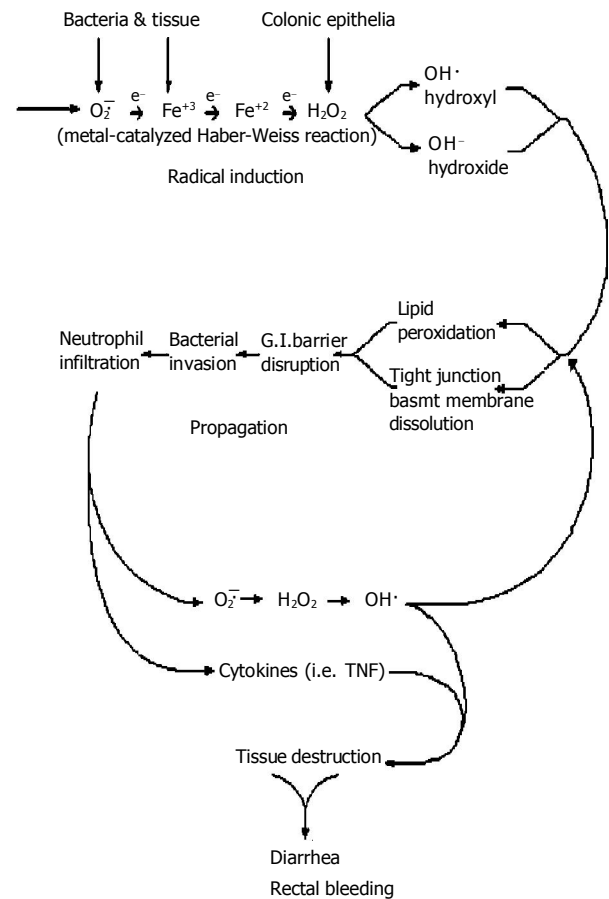 Bacteria & tissue
Colonic epithelia
O₂•⁻ e⁻ Fe⁺³ e⁻ Fe⁺² e⁻ H₂O₂
(metal-catalyzed Haber-Weiss reaction)
Radical induction
OH·
hydroxyl
OH⁻
hydroxide
Lipid
peroxidation
Tight junction
basmt membrane
dissolution
G.I.barrier
disruption
Bacterial
invasion
Neutrophil
infiltration
Propagation
O₂•⁻ H₂O₂ OH·
Cytokines (i.e. TNF)
Tissue destruction
Diarrhea
Rectal bleeding